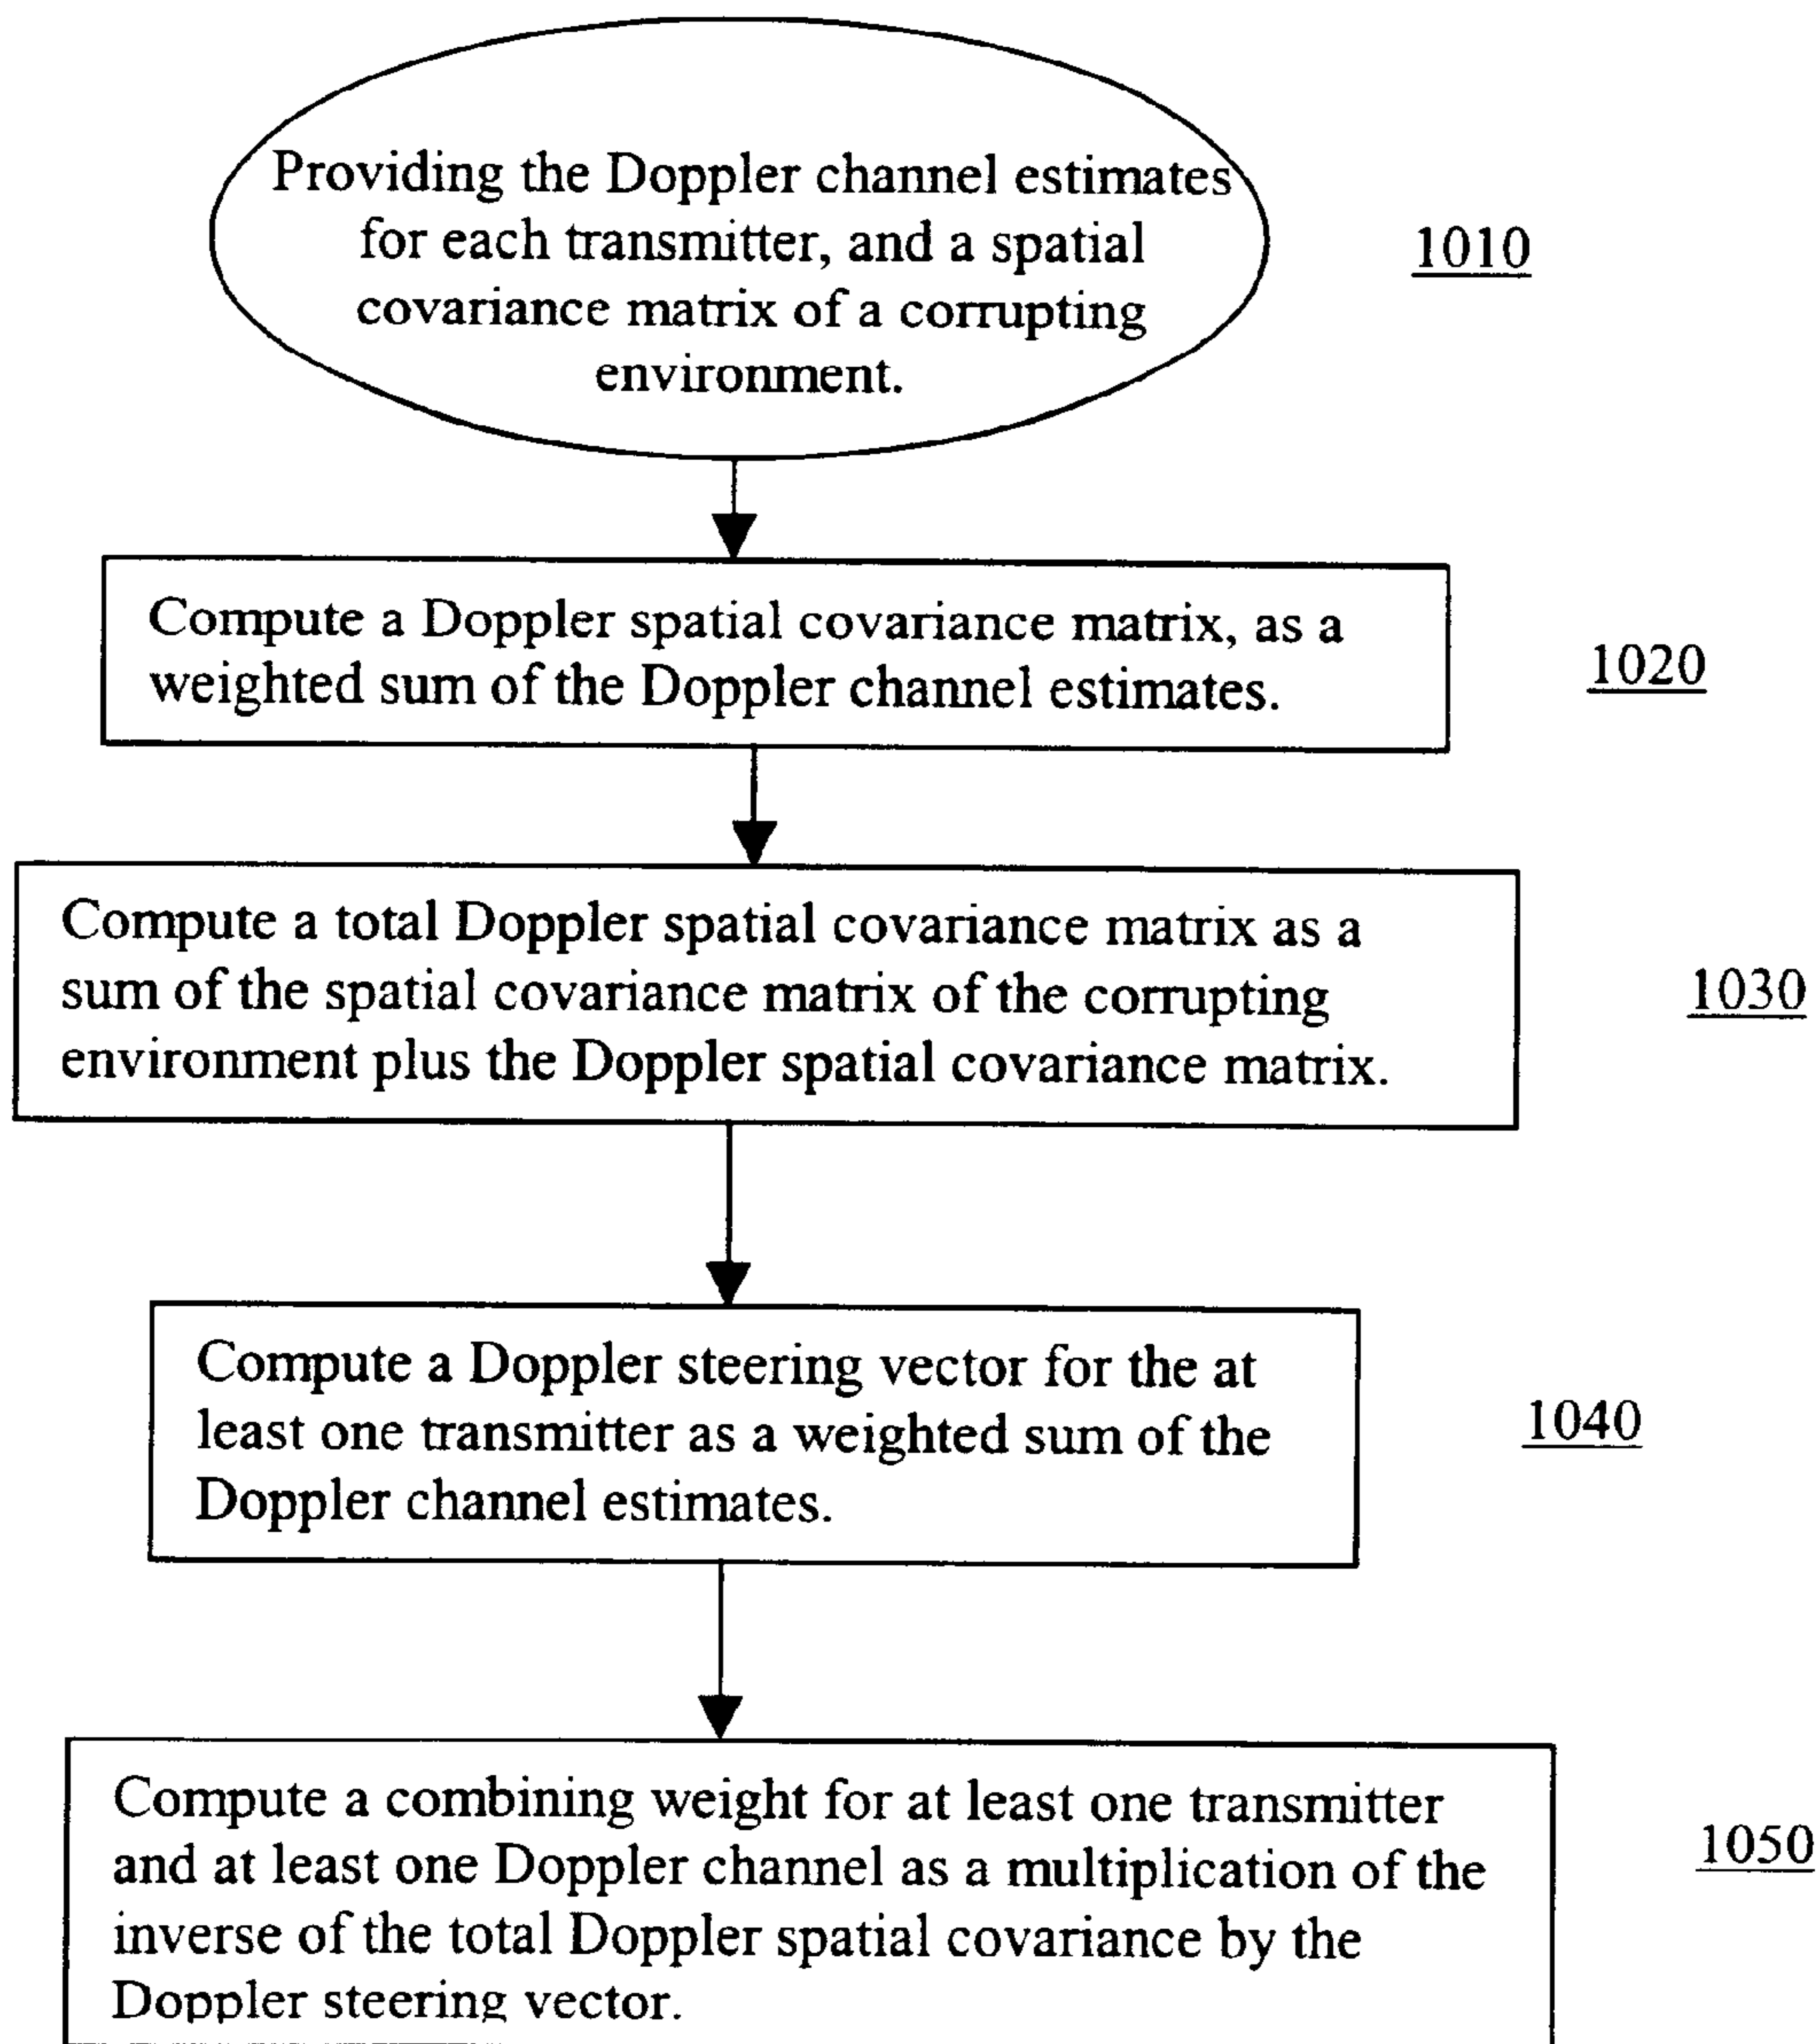 Providing the Doppler channel estimates
for each transmitter, and a spatial
covariance matrix of a corrupting
environment.
1010
Compute a Doppler spatial covariance matrix, as a
weighted sum of the Doppler channel estimates.
1020
Compute a total Doppler spatial covariance matrix as a
sum of the spatial covariance matrix of the corrupting
environment plus the Doppler spatial covariance matrix.
1030
Compute a Doppler steering vector for the at
least one transmitter as a weighted sum of the
Doppler channel estimates.
1040
Compute a combining weight for at least one transmitter
and at least one Doppler channel as a multiplication of the
inverse of the total Doppler spatial covariance by the
Doppler steering vector.
1050